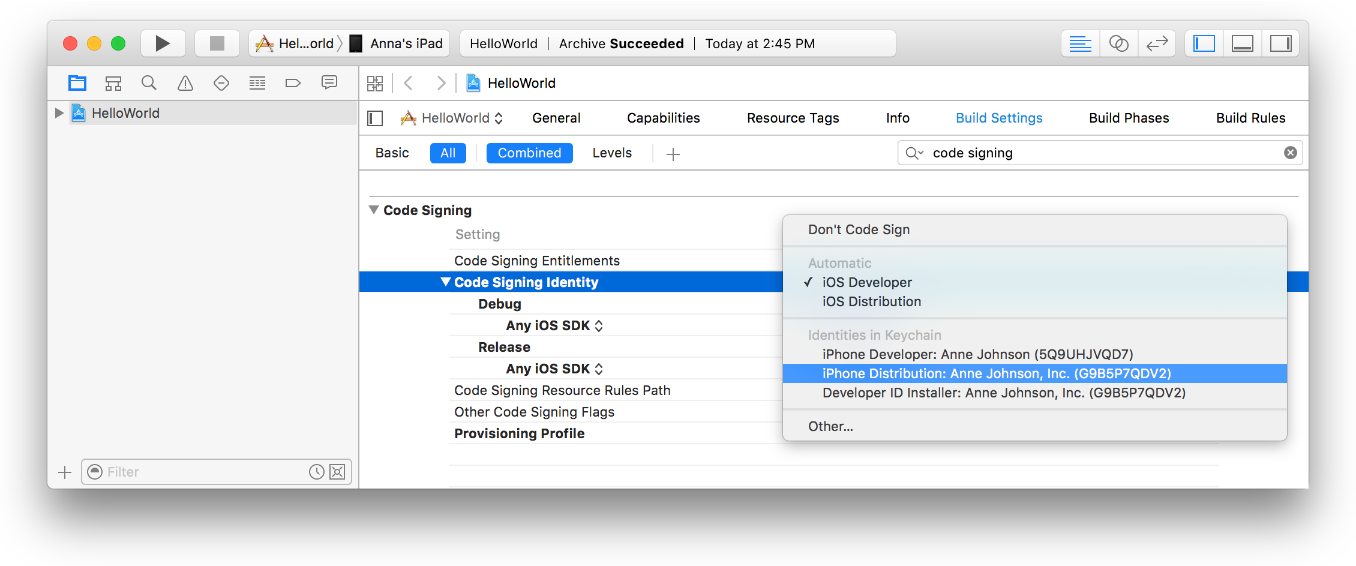 Hel...orld Anna's iPad
HelloWorld | Archive Succeeded | Today at 2:45 PM
HelloWorld
HelloWorld
HelloWorld General Capabilities Resource Tags Info Build Settings Build Phases Build Rules
Basic All Combined Levels code signing
Code Signing
Setting
Code Signing Entitlements
Code Signing Identity
Debug
Any iOS SDK
Release
Any iOS SDK
Code Signing Resource Rules Path
Other Code Signing Flags
Provisioning Profile
Don't Code Sign
Automatic
iOS Developer
iOS Distribution
Identities in Keychain
iPhone Developer: Anne Johnson (5Q9UHJVQD7)
iPhone Distribution: Anne Johnson, Inc. (G9B5P7QDV2)
Developer ID Installer: Anne Johnson, Inc. (G9B5P7QDV2)
Other...
Filter